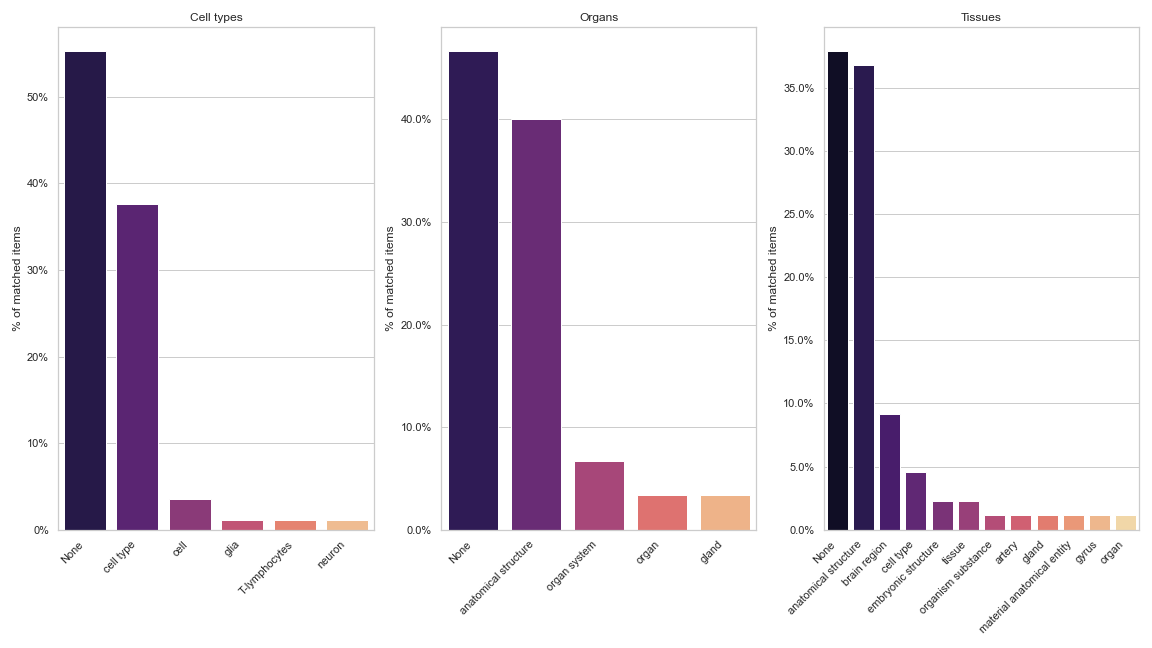 Cell types
% of matched items
50%
40%
30%
20%
10%
0%
None
cell type
cell
glia
T-lymphocytes
neuron
Organs
% of matched items
40.0%
30.0%
20.0%
10.0%
0.0%
None
anatomical structure
organ system
organ
gland
Tissues
% of matched items
35.0%
30.0%
25.0%
20.0%
15.0%
10.0%
5.0%
0.0%
None
anatomical structure
brain region
cell type
embryonic structure
tissue
organism substance
artery
gland
material anatomical entity
gyrus
organ